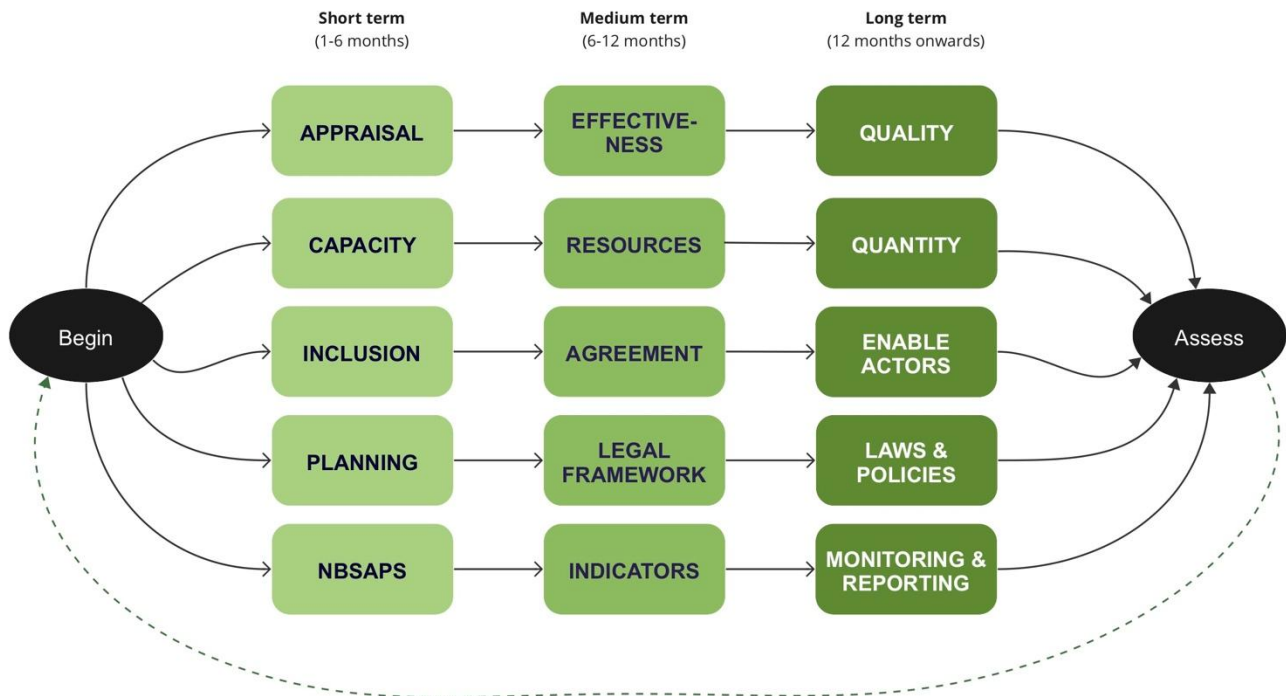 Short term
(1-6 months)
Medium term
(6-12 months)
Long term
(12 months onwards)
APPRAISAL
EFFECTIVE-
NESS
QUALITY
CAPACITY
RESOURCES
QUANTITY
Begin
INCLUSION
AGREEMENT
ENABLE
ACTORS
Assess
PLANNING
LEGAL
FRAMEWORK
LAWS &
POLICIES
NBSAPS
INDICATORS
MONITORING &
REPORTING